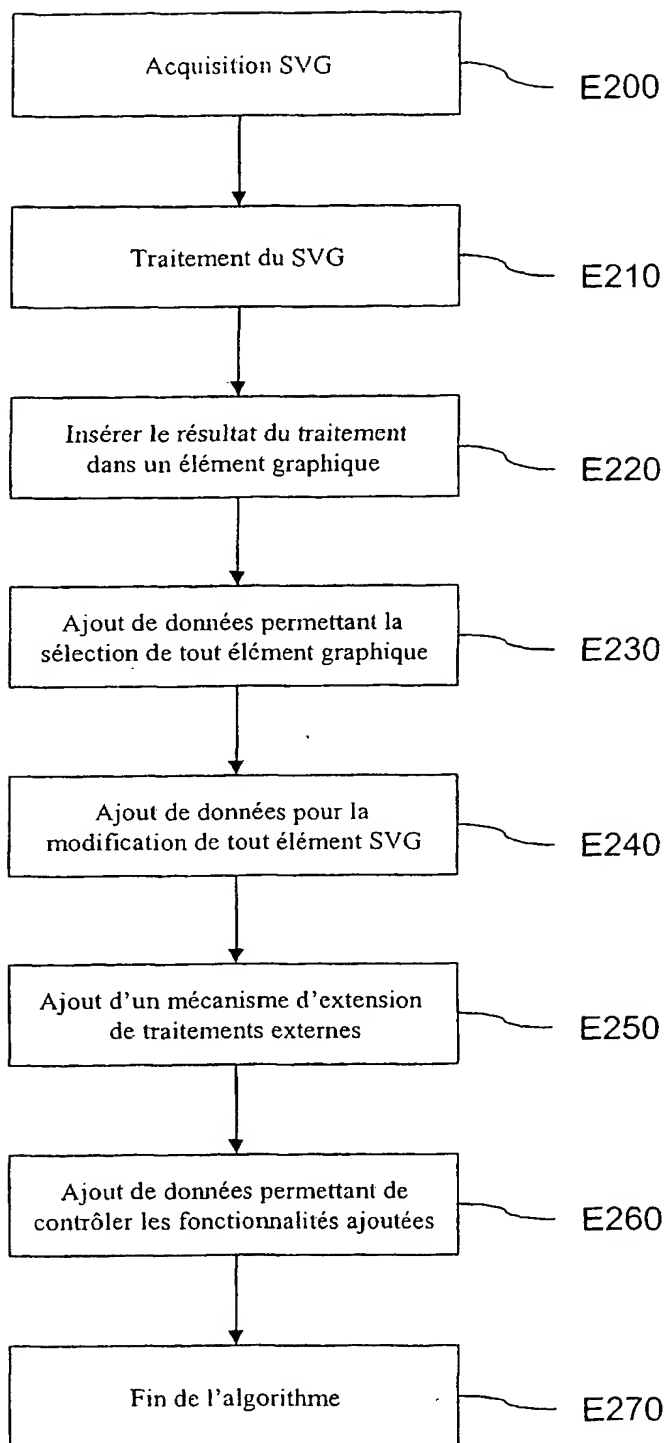 Acquisition SVG
E200
Traitement du SVG
E210
Insérer le résultat du traitement
dans un élément graphique
E220
Ajout de données permettant la
sélection de tout élément graphique
E230
Ajout de données pour la
modification de tout élément SVG
E240
Ajout d'un mécanisme d'extension
de traitements externes
E250
Ajout de données permettant de
contrôler les fonctionnalités ajoutées
E260
Fin de l'algorithme
E270